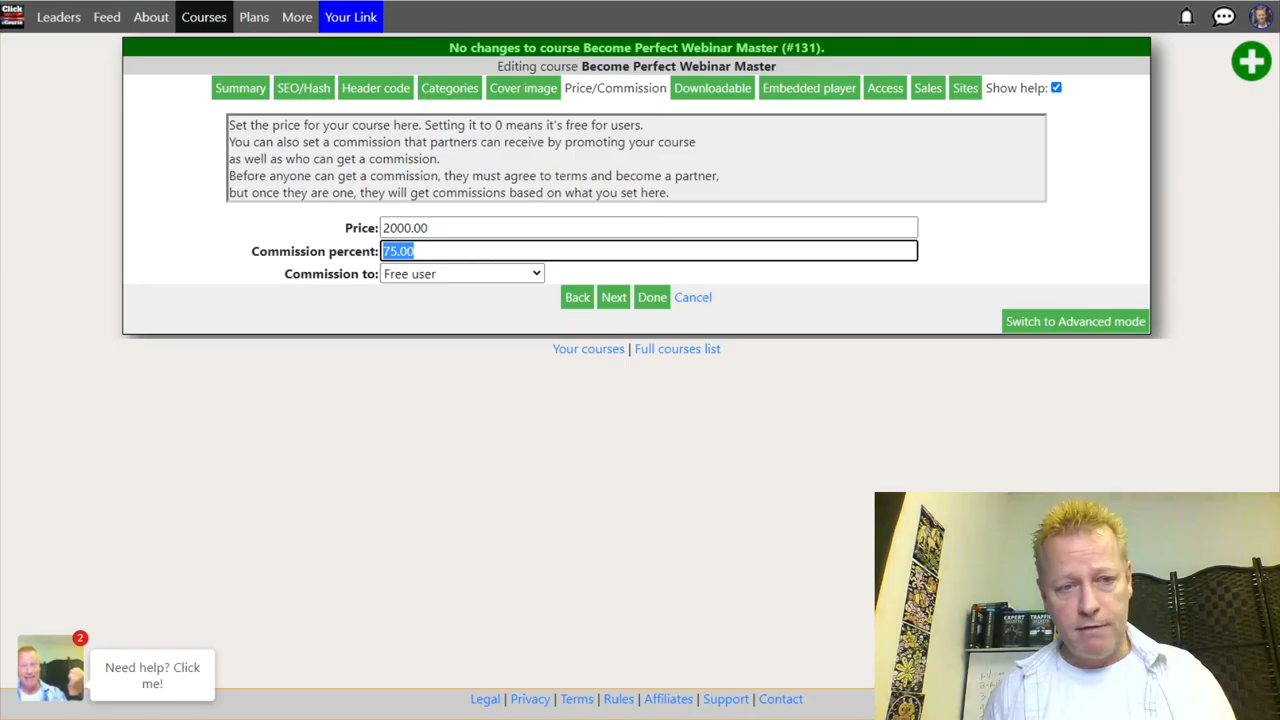 Click
eCourse
Leaders Feed About Courses Plans More Your Link
No changes to course Become Perfect Webinar Master (#131).
Editing course Become Perfect Webinar Master
Summary SEO/Hash Header code Categories Cover image Price/Commission Downloadable Embedded player Access Sales Sites Show help:
Set the price for your course here. Setting it to 0 means it's free for users.
You can also set a commission that partners can receive by promoting your course
as well as who can get a commission.
Before anyone can get a commission, they must agree to terms and become a partner,
but once they are one, they will get commissions based on what you set here.
Price: 2000.00
Commission percent: 75.00
Commission to: Free user
Back Next Done Cancel
Switch to Advanced mode
Your courses | Full courses list
EXPERT
SECRETS
TRAFFIC
2
Need help? Click
me!
Legal | Privacy | Terms | Rules | Affiliates | Support | Contact